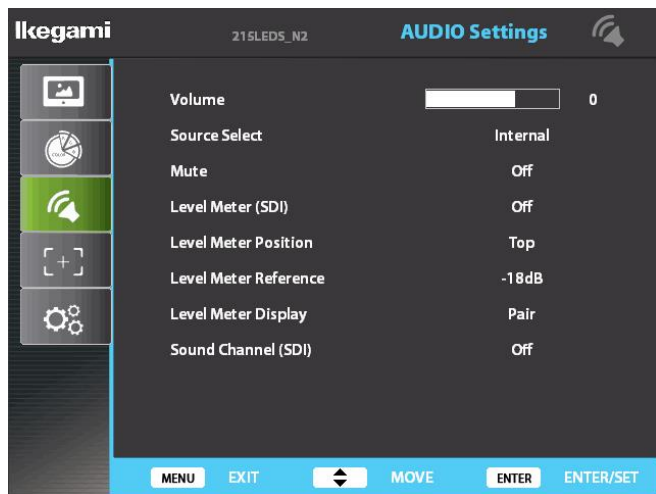 Ikegami 215LEDS_N2 AUDIO Settings
COLOR
Volume 0
Source Select Internal
Mute Off
Level Meter (SDI) Off
Level Meter Position Top
Level Meter Reference -18dB
Level Meter Display Pair
Sound Channel (SDI) Off
MENU EXIT MOVE ENTER ENTER/SET